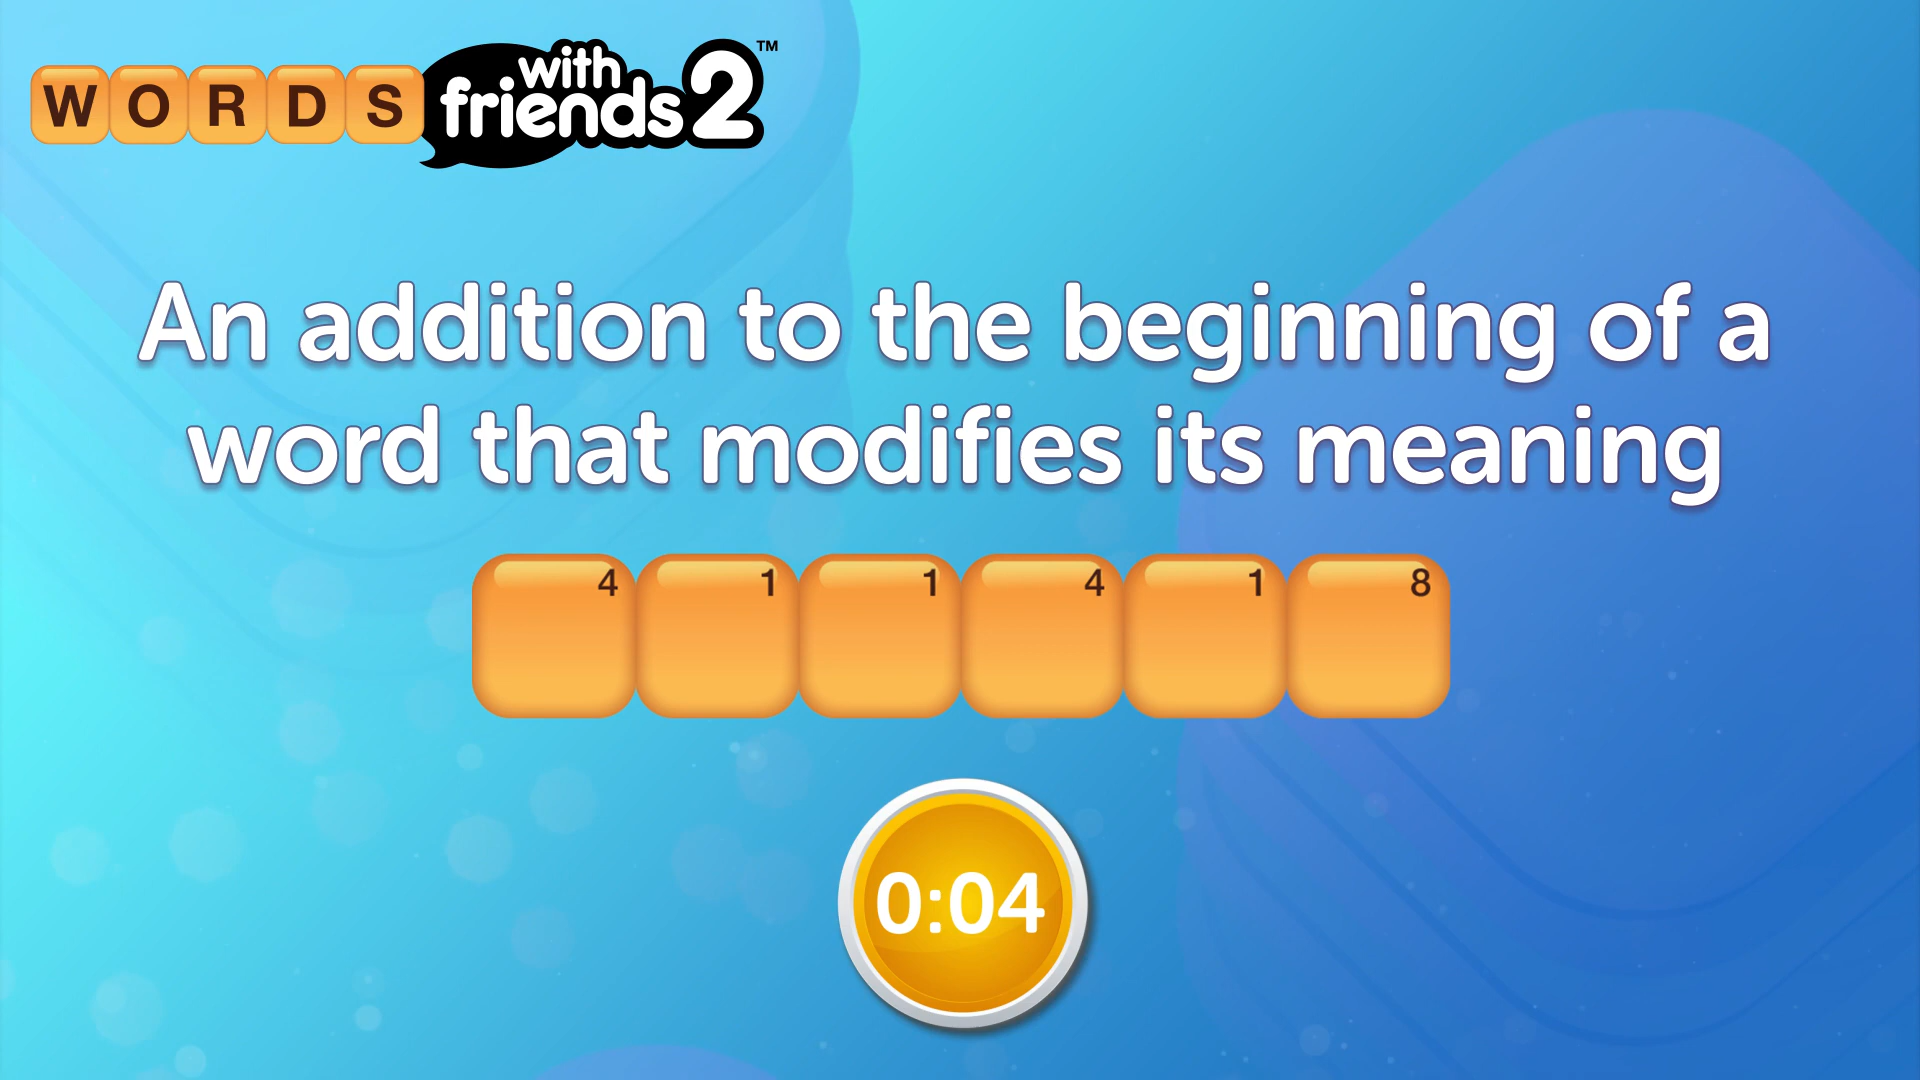 WORDS with friends 2™
An addition to the beginning of a
word that modifies its meaning
4 1 1 4 1 8
0:04